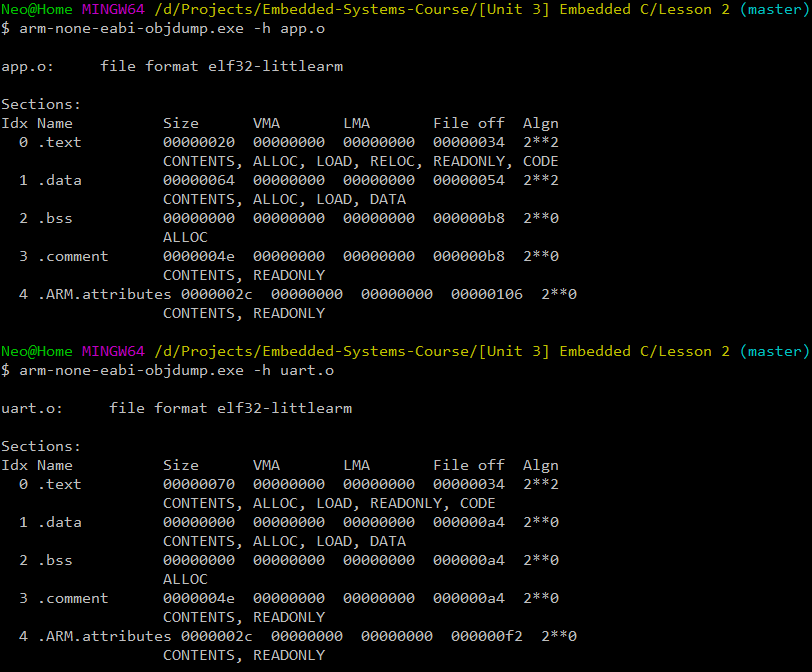 Neo@Home MINGW64 /d/Projects/Embedded-Systems-Course/[Unit 3] Embedded C/Lesson 2 (master)
$ arm-none-eabi-objdump.exe -h app.o
app.o:     file format elf32-littlearm
Sections:
Idx Name          Size      VMA       LMA       File off  Algn
  0 .text         00000020  00000000  00000000  00000034  2**2
                  CONTENTS, ALLOC, LOAD, RELOC, READONLY, CODE
  1 .data         00000064  00000000  00000000  00000054  2**2
                  CONTENTS, ALLOC, LOAD, DATA
  2 .bss          00000000  00000000  00000000  000000b8  2**0
                  ALLOC
  3 .comment      0000004e  00000000  00000000  000000b8  2**0
                  CONTENTS, READONLY
  4 .ARM.attributes 0000002c  00000000  00000000  00000106  2**0
                  CONTENTS, READONLY
Neo@Home MINGW64 /d/Projects/Embedded-Systems-Course/[Unit 3] Embedded C/Lesson 2 (master)
$ arm-none-eabi-objdump.exe -h uart.o
uart.o:     file format elf32-littlearm
Sections:
Idx Name          Size      VMA       LMA       File off  Algn
  0 .text         00000070  00000000  00000000  00000034  2**2
                  CONTENTS, ALLOC, LOAD, READONLY, CODE
  1 .data         00000000  00000000  00000000  000000a4  2**0
                  CONTENTS, ALLOC, LOAD, DATA
  2 .bss          00000000  00000000  00000000  000000a4  2**0
                  ALLOC
  3 .comment      0000004e  00000000  00000000  000000a4  2**0
                  CONTENTS, READONLY
  4 .ARM.attributes 0000002c  00000000  00000000  000000f2  2**0
                  CONTENTS, READONLY